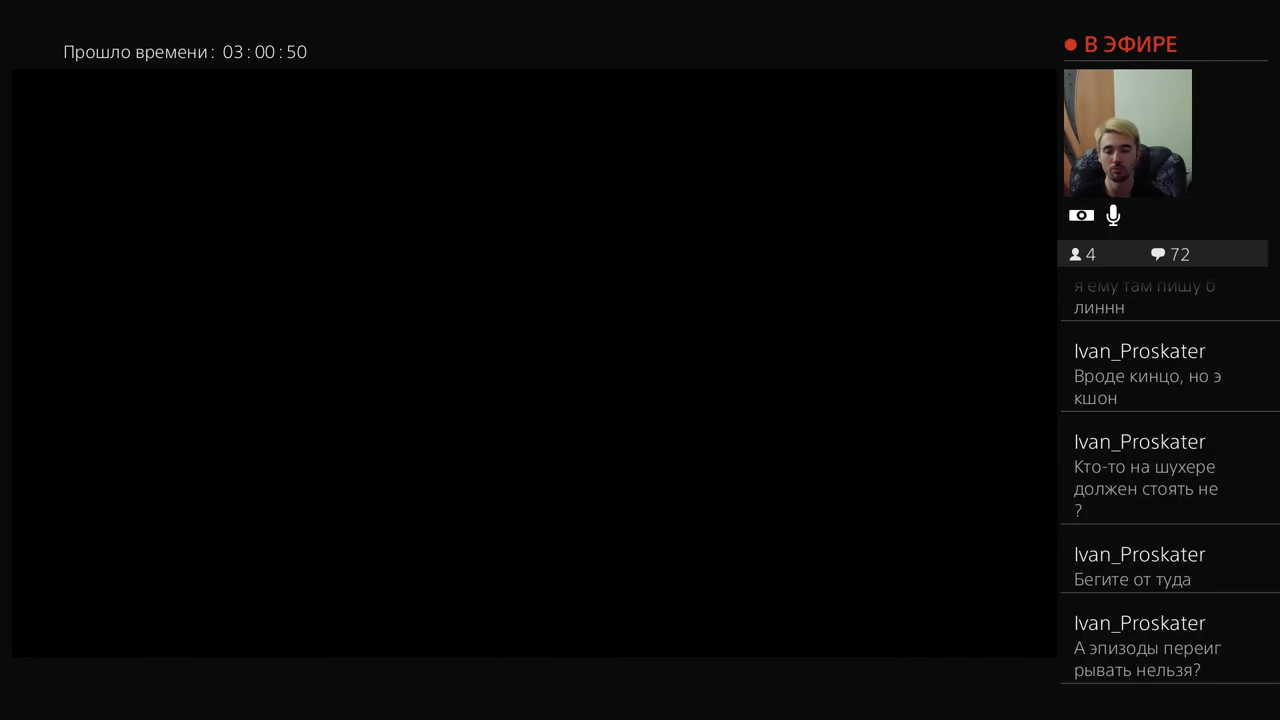 Прошло времени: 03:00:50
В ЭФИРЕ
4
72
я ему там пишу б
линнн
Ivan_Proskater
Вроде кинцо, но э
кшон
Ivan_Proskater
Кто-то на шухере
должен стоять не
?
Ivan_Proskater
Бегите от туда
Ivan_Proskater
А эпизоды переиг
рывать нельзя?